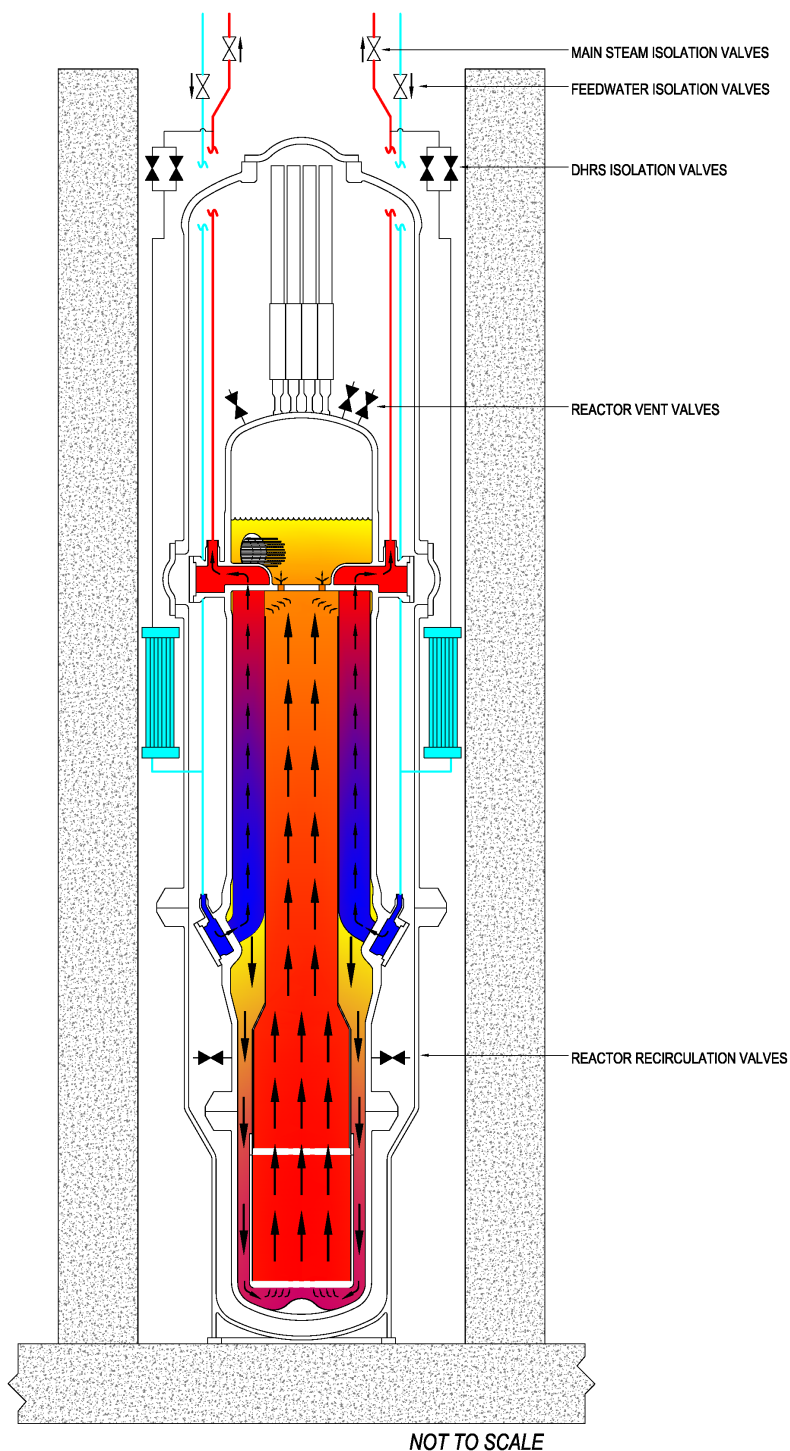 MAIN STEAM ISOLATION VALVES
FEEDWATER ISOLATION VALVES
DHRS ISOLATION VALVES
REACTOR VENT VALVES
REACTOR RECIRCULATION VALVES
NOT TO SCALE